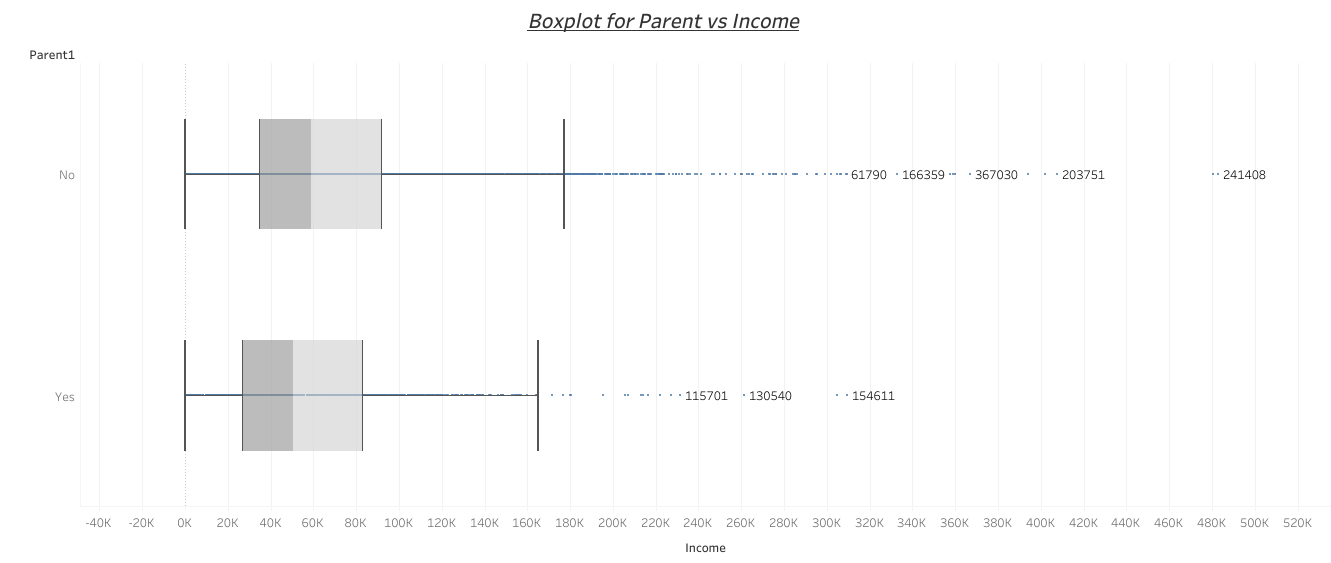 Boxplot for Parent vs Income
Parent1
No
61790 166359 367030 203751 241408
Yes
115701 130540 154611
-40K -20K 0K 20K 40K 60K 80K 100K 120K 140K 160K 180K 200K 220K 240K 260K 280K 300K 320K 340K 360K 380K 400K 420K 440K 460K 480K 500K 520K
Income